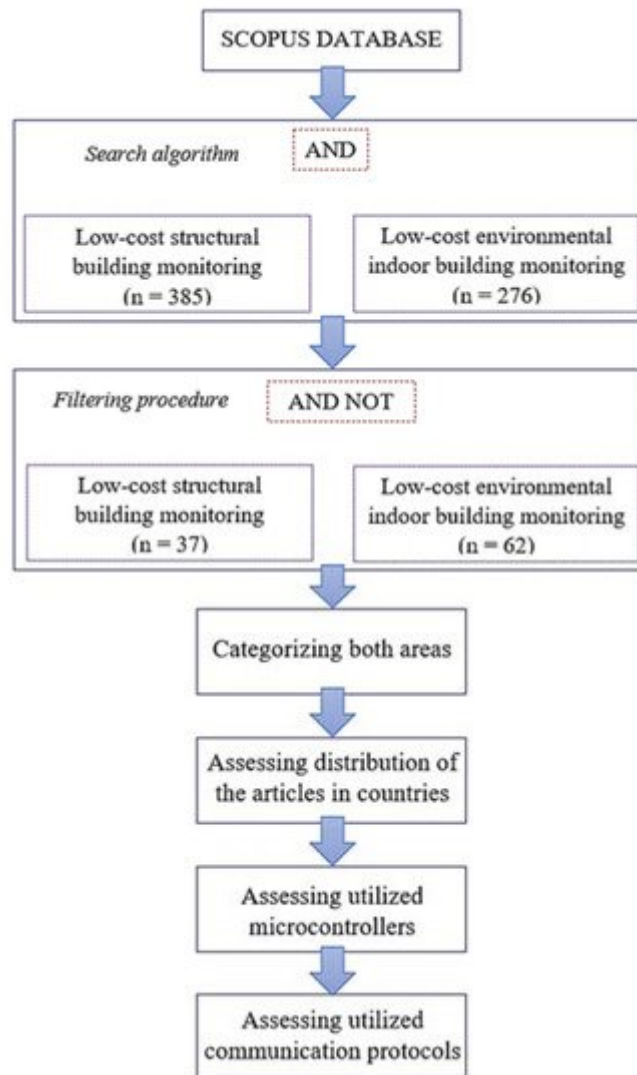 SCOPUS DATABASE
Search algorithm
AND
Low-cost structural
building monitoring
(n = 385)
Low-cost environmental
indoor building monitoring
(n = 276)
Filtering procedure
AND NOT
Low-cost structural
building monitoring
(n = 37)
Low-cost environmental
indoor building monitoring
(n = 62)
Categorizing both areas
Assessing distribution of
the articles in countries
Assessing utilized
microcontrollers
Assessing utilized
communication protocols